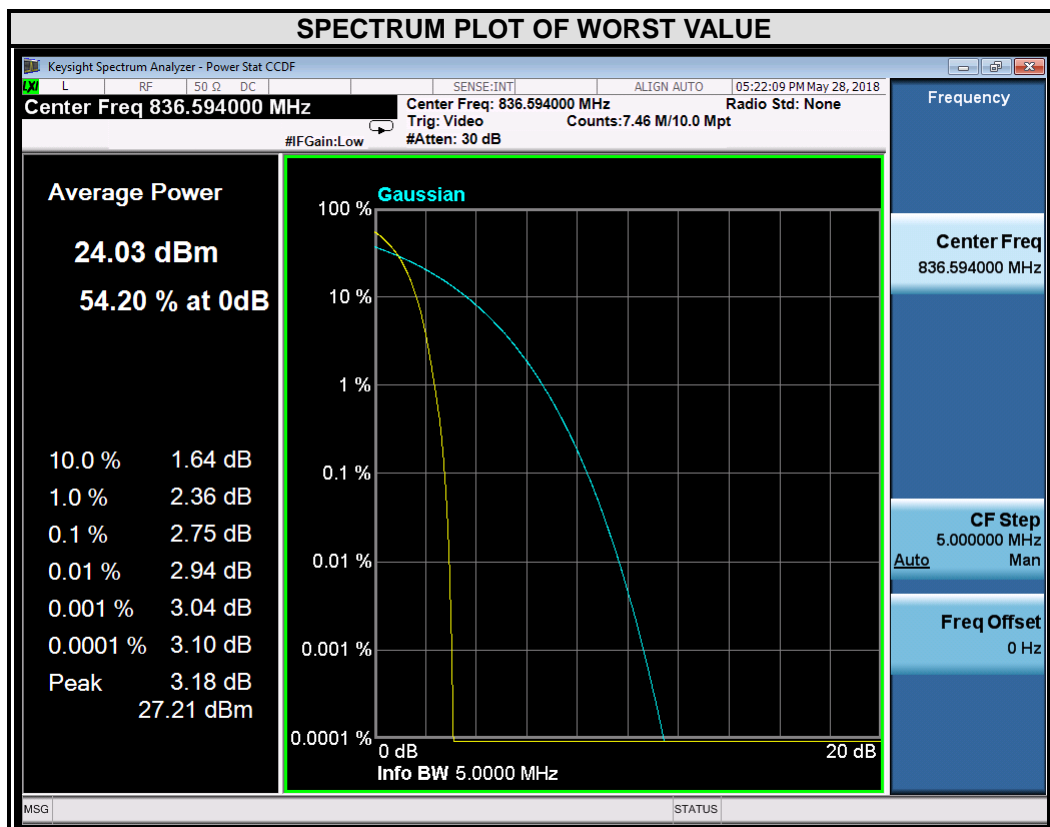 SPECTRUM PLOT OF WORST VALUE
Keysight Spectrum Analyzer - Power Stat CCDF
LXI L RF 50 Ω DC SENSE:INT ALIGN AUTO 05:22:09 PM May 28, 2018
Center Freq 836.594000 MHz
Center Freq: 836.594000 MHz Radio Std: None
Trig: Video Counts:7.46 M/10.0 Mpt
#IFGain:Low #Atten: 30 dB
Average Power
24.03 dBm
54.20 % at 0dB
10.0 % 1.64 dB
1.0 % 2.36 dB
0.1 % 2.75 dB
0.01 % 2.94 dB
0.001 % 3.04 dB
0.0001 % 3.10 dB
Peak 3.18 dB
27.21 dBm
Gaussian
100 %
10 %
1 %
0.1 %
0.01 %
0.001 %
0.0001 %
0 dB 20 dB
Info BW 5.0000 MHz
Frequency
Center Freq
836.594000 MHz
CF Step
5.000000 MHz
Auto Man
Freq Offset
0 Hz
MSG STATUS